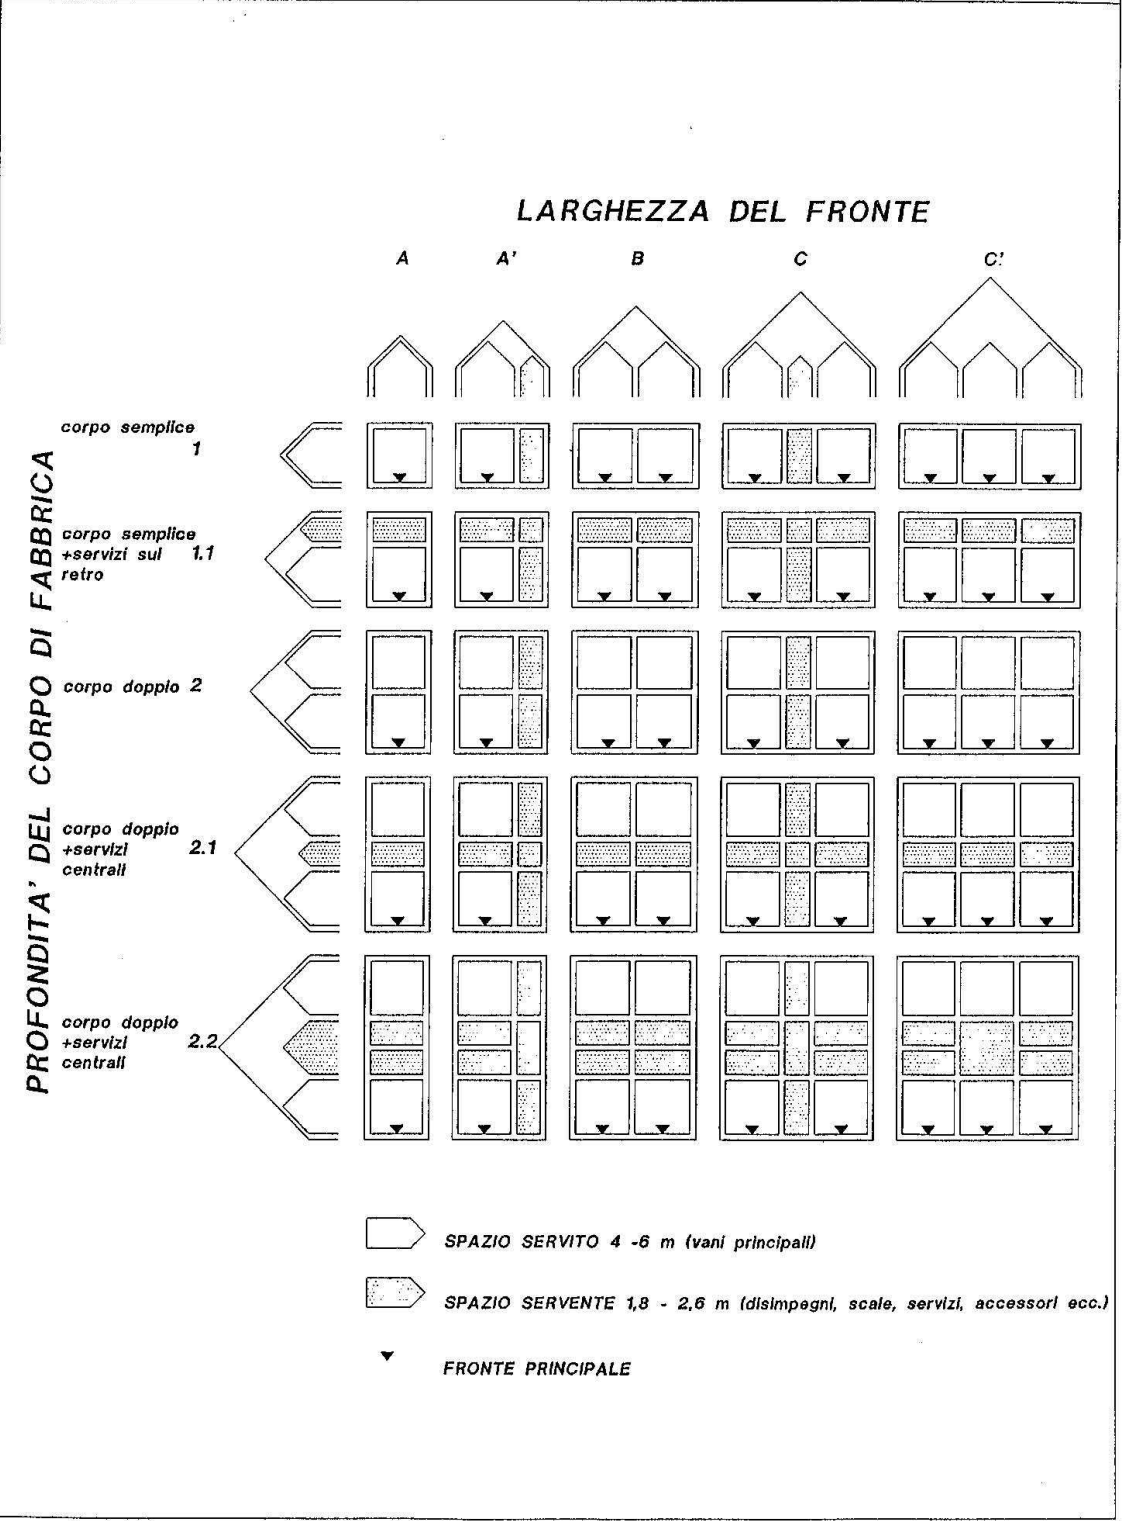 LARGHEZZA DEL FRONTE
A A' B C C'
PROFONDITA' DEL CORPO DI FABBRICA
corpo semplice
1
corpo semplice
+servizi sul 1.1
retro
corpo doppio 2
corpo doppio
+servizi 2.1
centrali
corpo doppio
+servizi 2.2
centrali
SPAZIO SERVITO 4 -6 m (vani principali)
SPAZIO SERVENTE 1,8 - 2,6 m (disimpegni, scale, servizi, accessori ecc.)
FRONTE PRINCIPALE